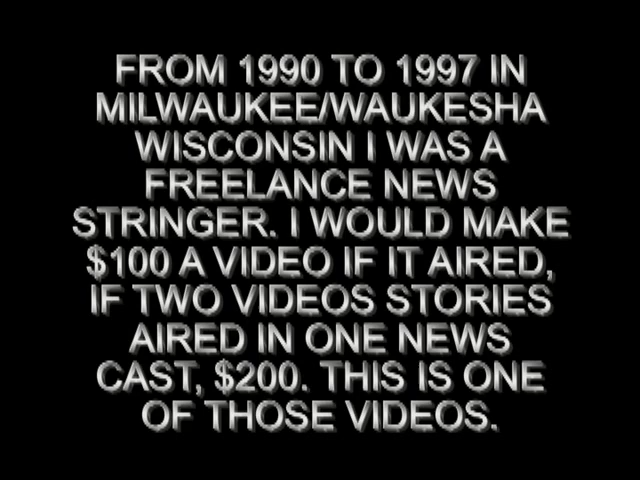 FROM 1990 TO 1997 IN
MILWAUKEE/WAUKESHA
WISCONSIN I WAS A
FREELANCE NEWS
STRINGER. I WOULD MAKE
$100 A VIDEO IF IT AIRED,
IF TWO VIDEOS STORIES
AIRED IN ONE NEWS
CAST, $200. THIS IS ONE
OF THOSE VIDEOS.